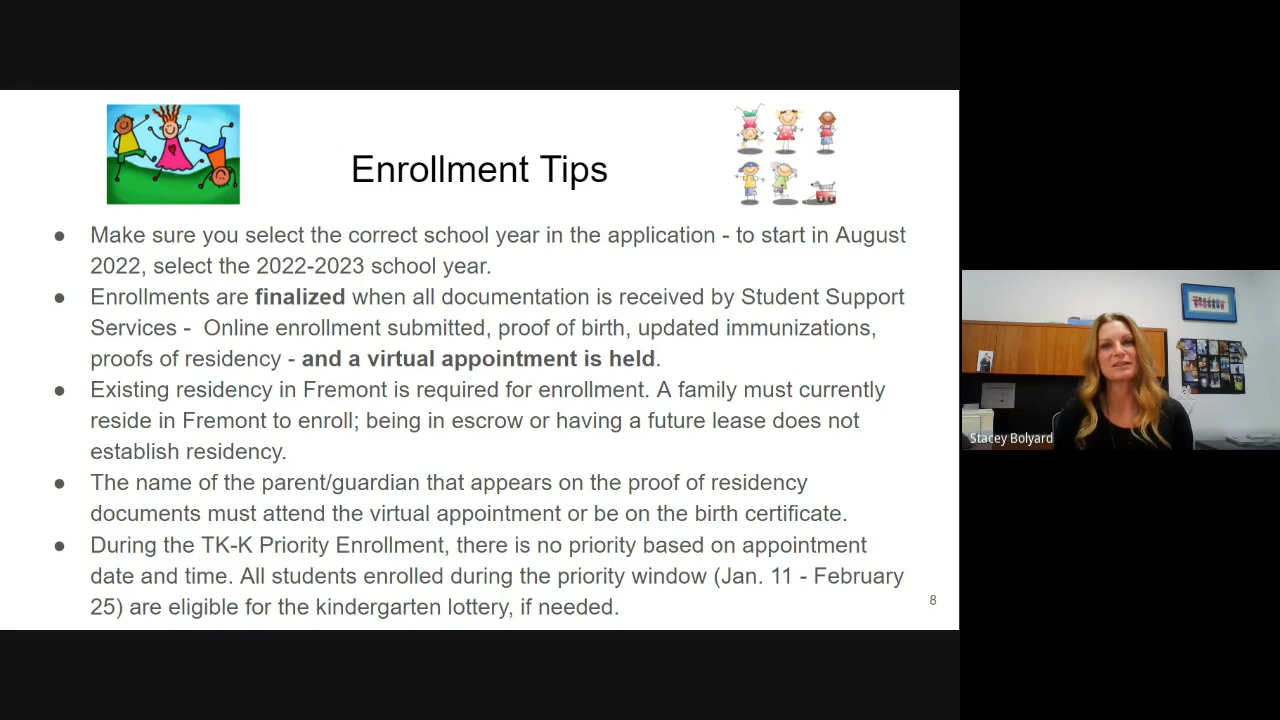 Enrollment Tips
● Make sure you select the correct school year in the application - to start in August
2022, select the 2022-2023 school year.
● Enrollments are finalized when all documentation is received by Student Support
Services -  Online enrollment submitted, proof of birth, updated immunizations,
proofs of residency - and a virtual appointment is held.
● Existing residency in Fremont is required for enrollment. A family must currently
reside in Fremont to enroll; being in escrow or having a future lease does not
establish residency.
● The name of the parent/guardian that appears on the proof of residency
documents must attend the virtual appointment or be on the birth certificate.
● During the TK-K Priority Enrollment, there is no priority based on appointment
date and time. All students enrolled during the priority window (Jan. 11 - February
25) are eligible for the kindergarten lottery, if needed.
8
Stacey Bolyard